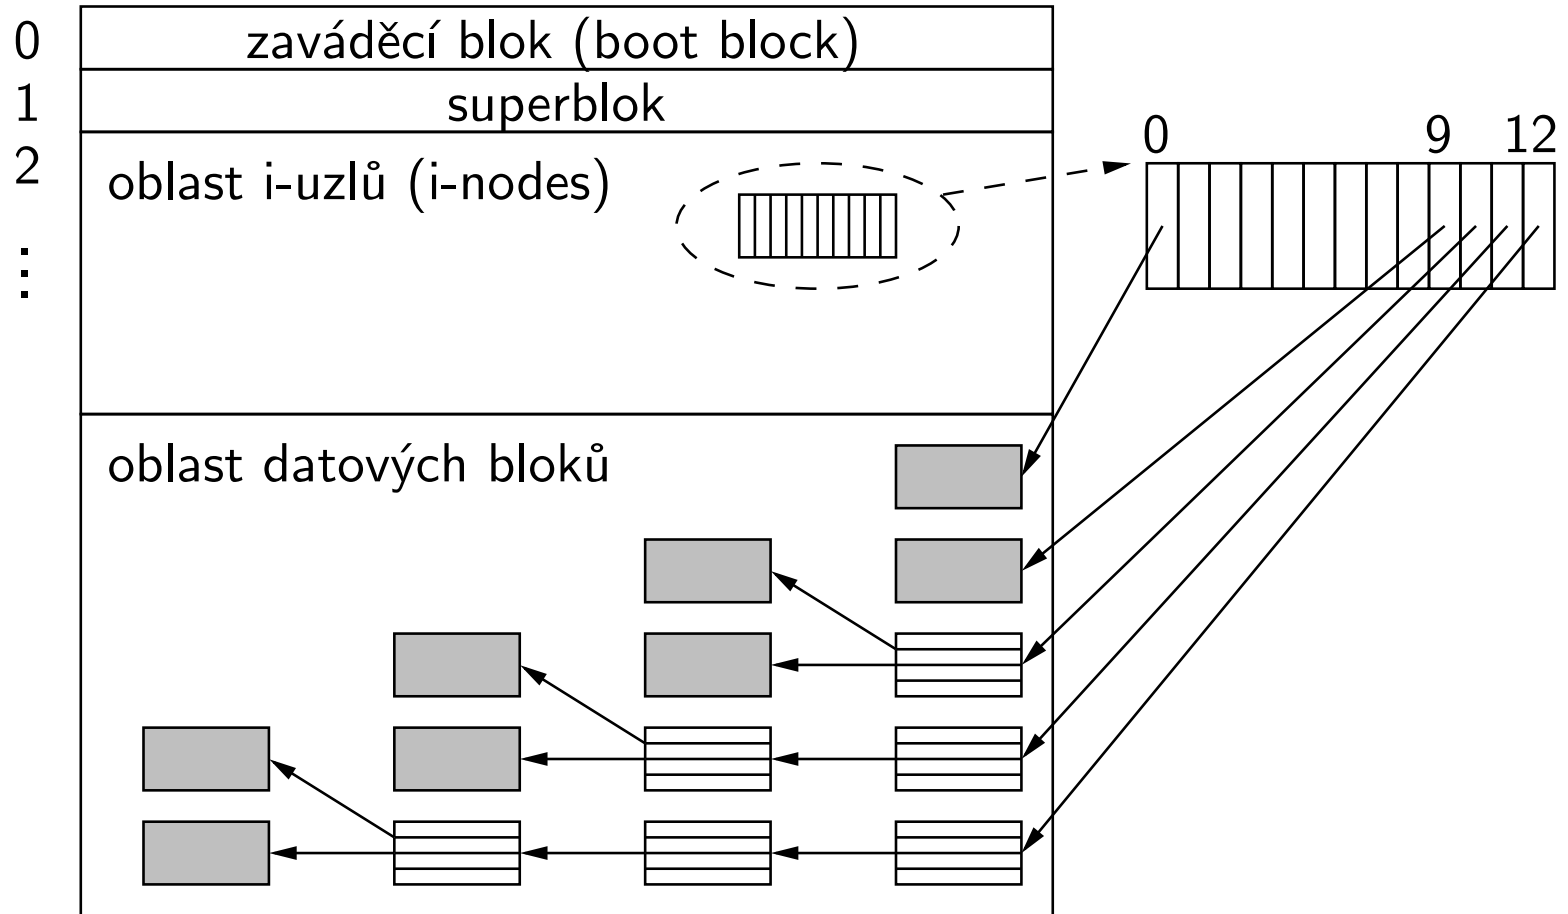 0
zaváděcí blok (boot block)
1
superblok
2
oblast i-uzlů (i-nodes)
0 9 12
⋮
oblast datových bloků